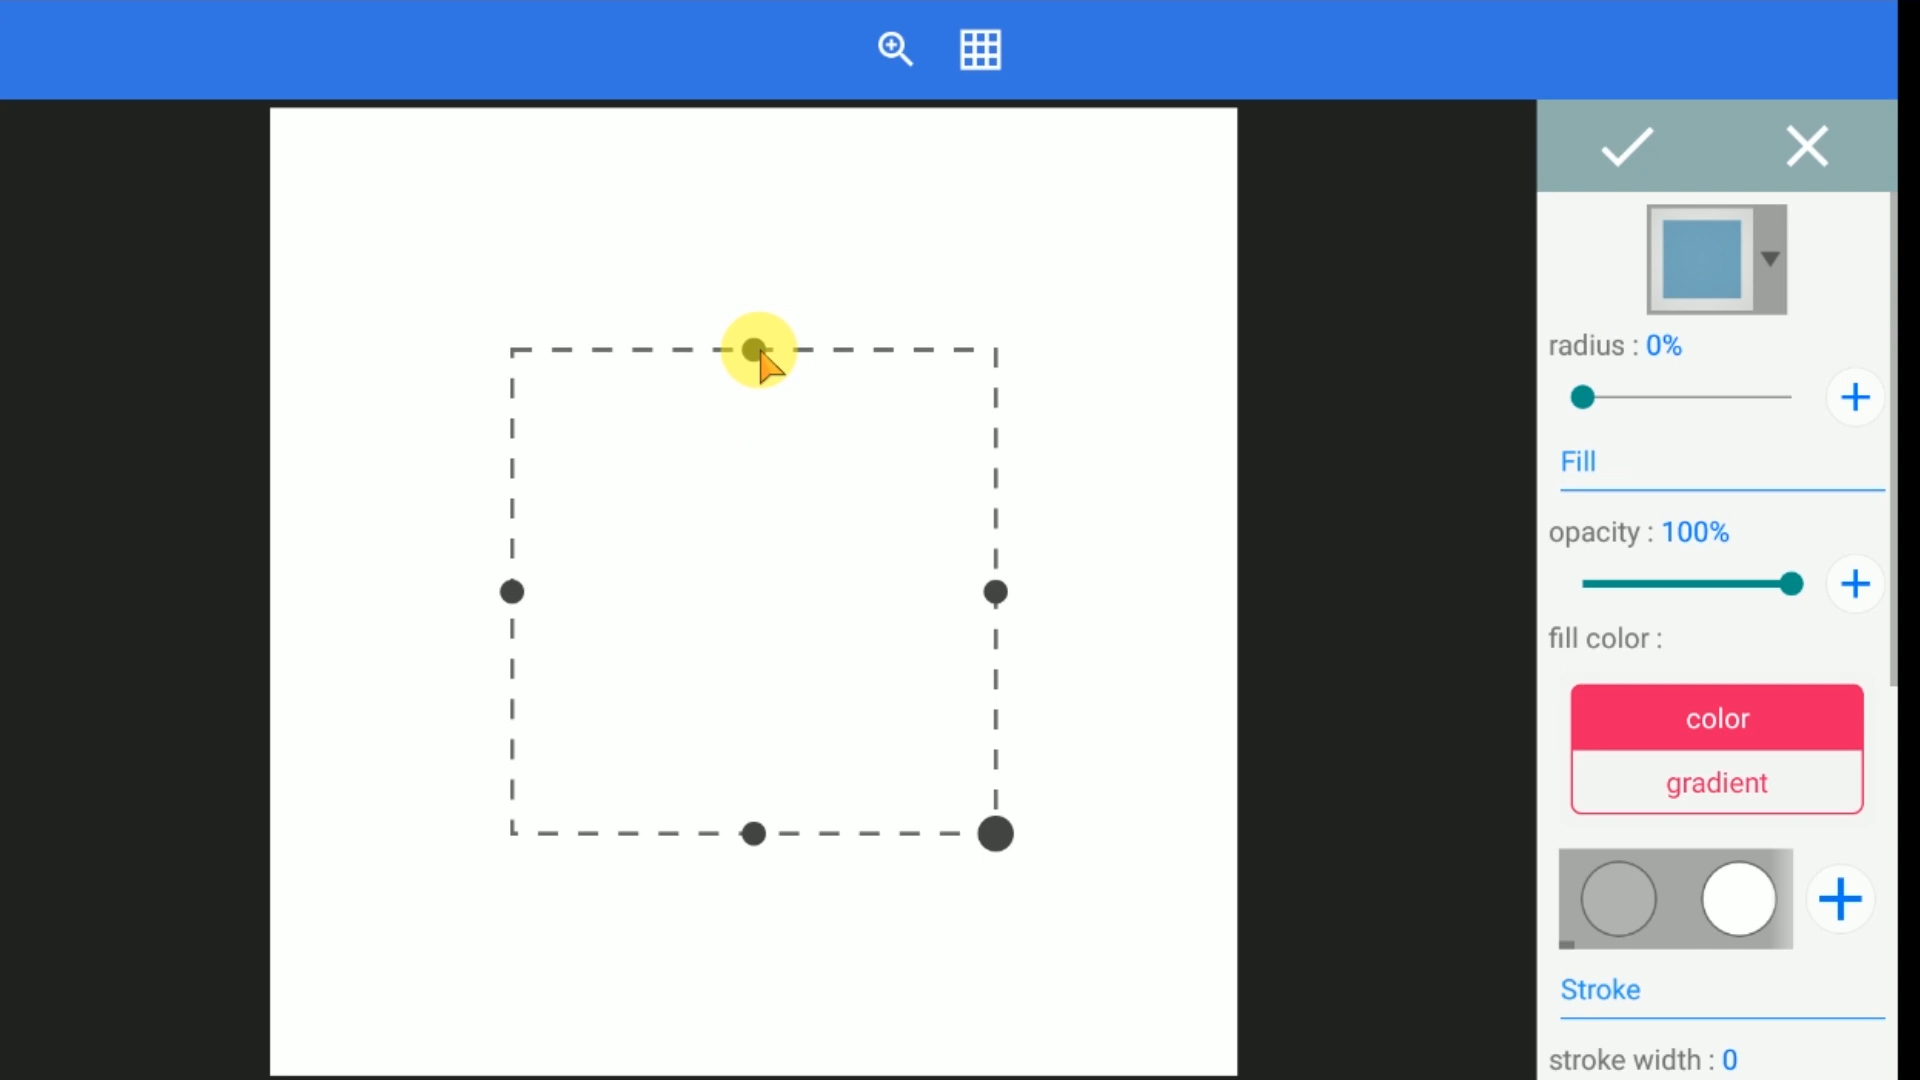 radius : 0%
Fill
opacity : 100%
fill color :
color
gradient
Stroke
stroke width : 0